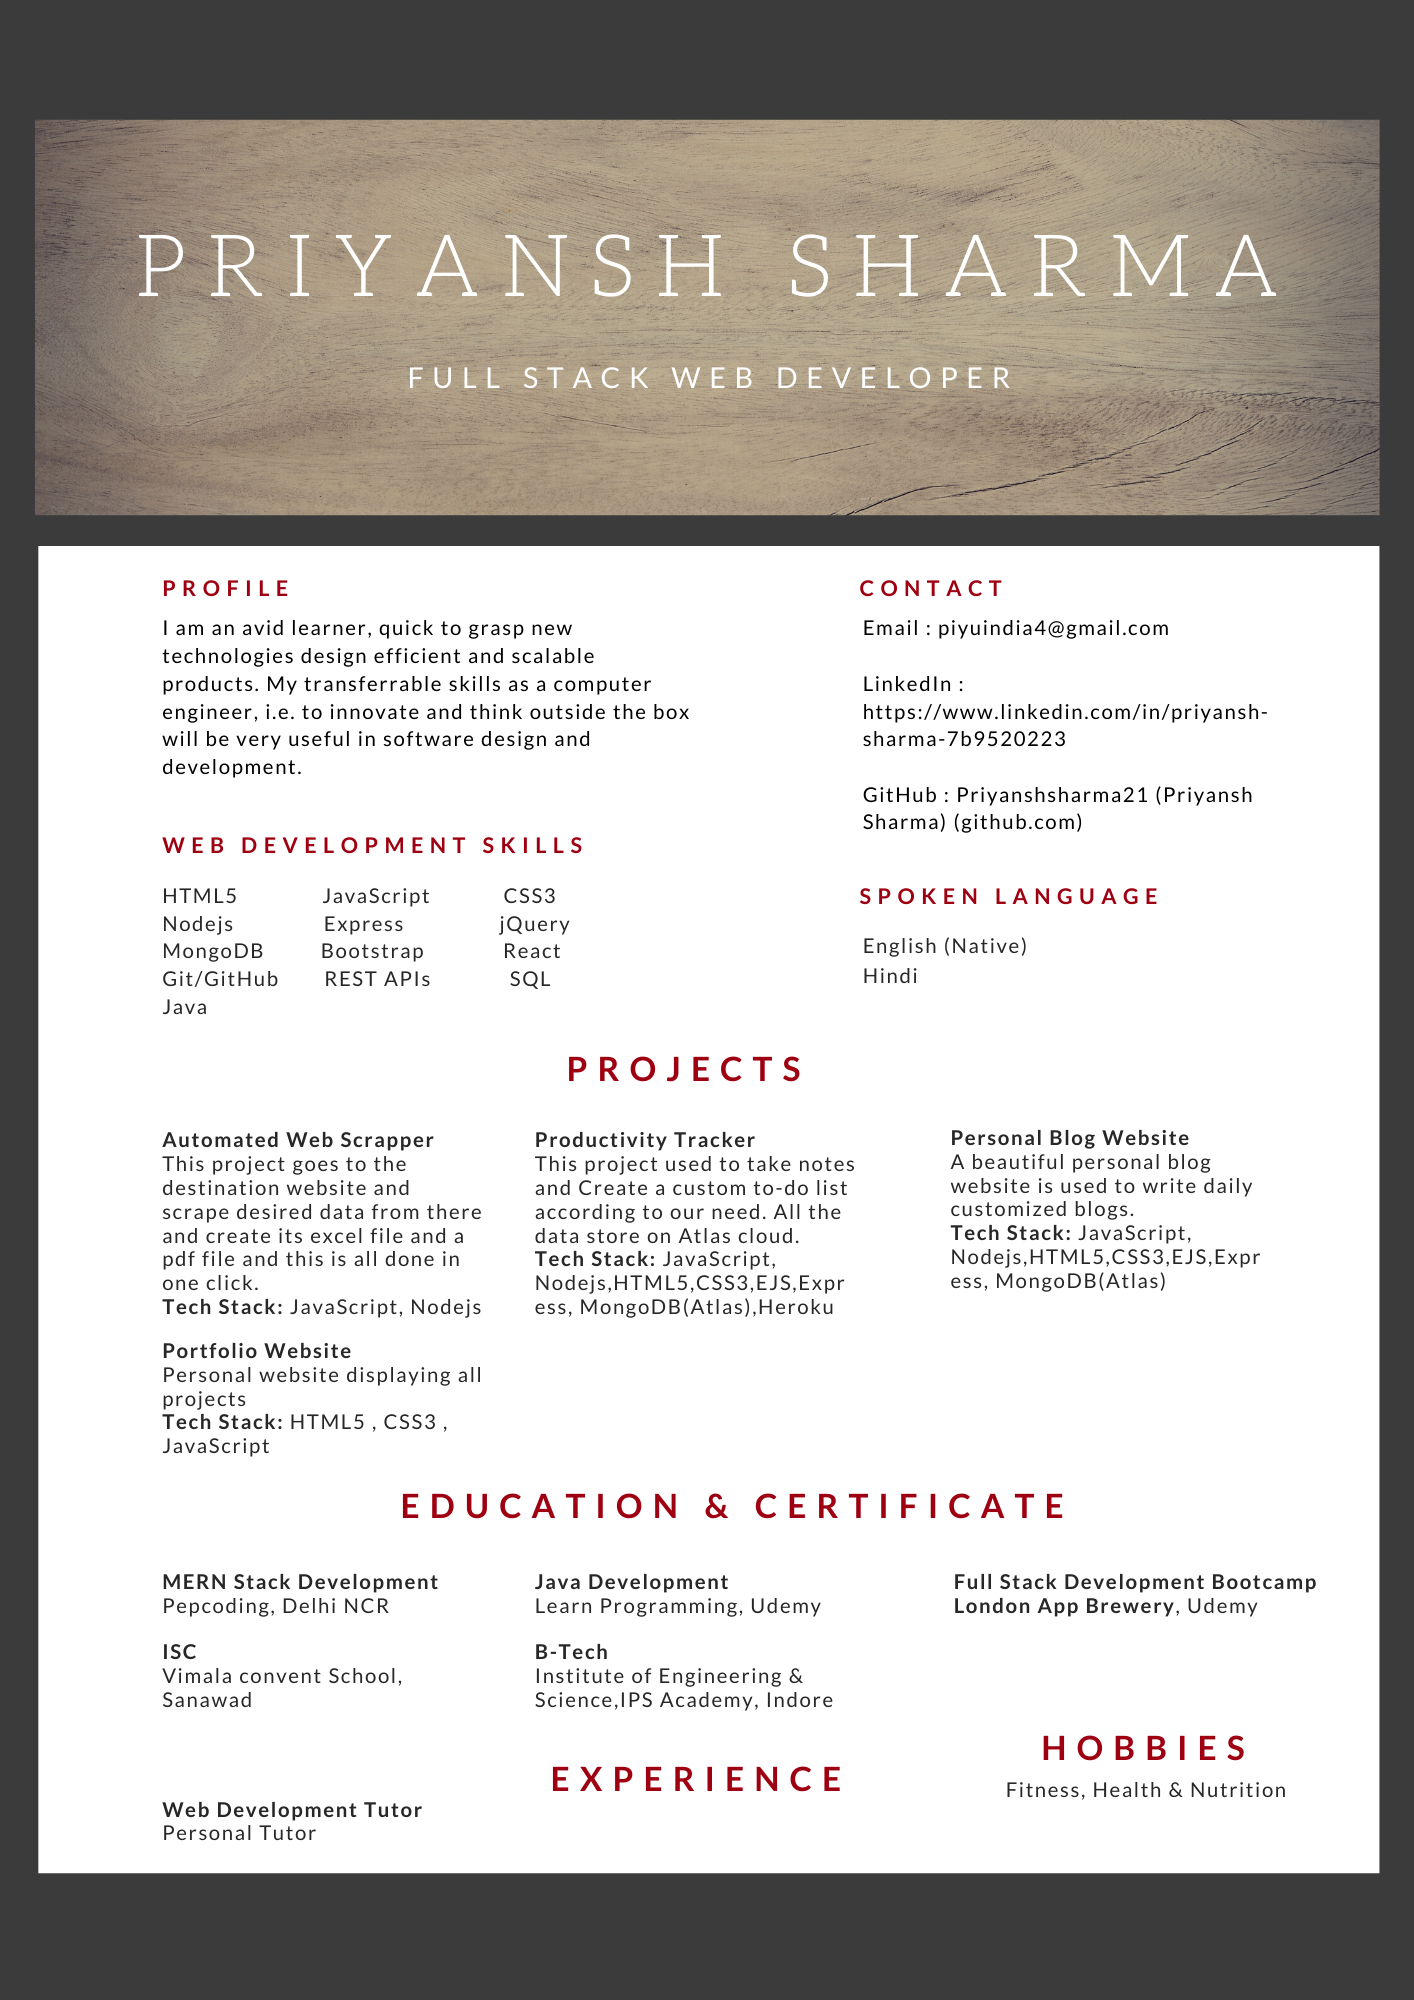 PRIYANSH SHARMA
FULL STACK WEB DEVELOPER
PROFILE
I am an avid learner, quick to grasp new
technologies design efficient and scalable
products. My transferrable skills as a computer
engineer, i.e. to innovate and think outside the box
will be very useful in software design and
development.
CONTACT
Email : piyuindia4@gmail.com
LinkedIn :
https://www.linkedin.com/in/priyansh-
sharma-7b9520223
GitHub : Priyanshsharma21 (Priyansh
Sharma) (github.com)
WEB DEVELOPMENT SKILLS
HTML5 JavaScript CSS3
Nodejs Express jQuery
MongoDB Bootstrap React
Git/GitHub REST APIs SQL
Java
SPOKEN LANGUAGE
English (Native)
Hindi
PROJECTS
Automated Web Scrapper
This project goes to the
destination website and
scrape desired data from there
and create its excel file and a
pdf file and this is all done in
one click.
Tech Stack: JavaScript, Nodejs
Productivity Tracker
This project used to take notes
and Create a custom to-do list
according to our need. All the
data store on Atlas cloud.
Tech Stack: JavaScript,
Nodejs,HTML5,CSS3,EJS,Expr
ess, MongoDB(Atlas),Heroku
Personal Blog Website
A beautiful personal blog
website is used to write daily
customized blogs.
Tech Stack: JavaScript,
Nodejs,HTML5,CSS3,EJS,Expr
ess, MongoDB(Atlas)
Portfolio Website
Personal website displaying all
projects
Tech Stack: HTML5 , CSS3 ,
JavaScript
EDUCATION & CERTIFICATE
MERN Stack Development
Pepcoding, Delhi NCR
Java Development
Learn Programming, Udemy
Full Stack Development Bootcamp
London App Brewery, Udemy
ISC
Vimala convent School,
Sanawad
B-Tech
Institute of Engineering &
Science,IPS Academy, Indore
EXPERIENCE
Web Development Tutor
Personal Tutor
HOBBIES
Fitness, Health & Nutrition